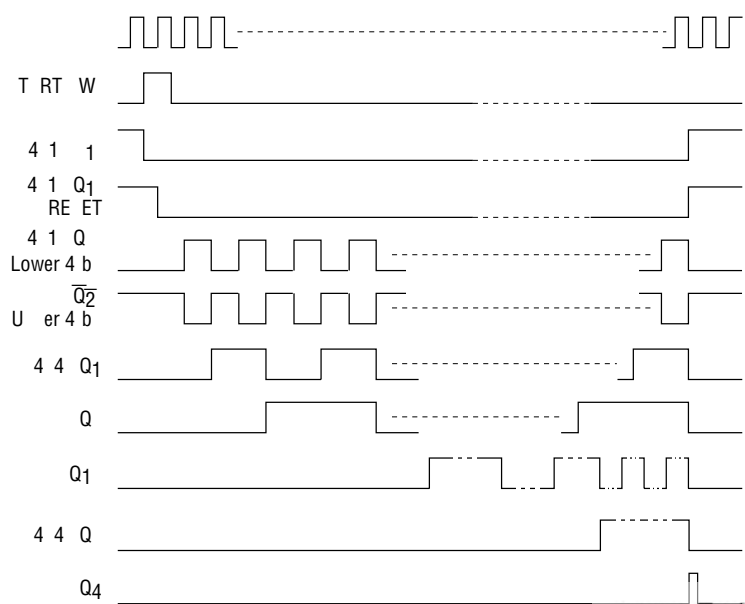 T RT W
4 1 1
4 1 Q1
RE ET
4 1 Q
Lower 4 b
Q2
U er 4 b
4 4 Q1
Q
Q1
4 4 Q
Q4